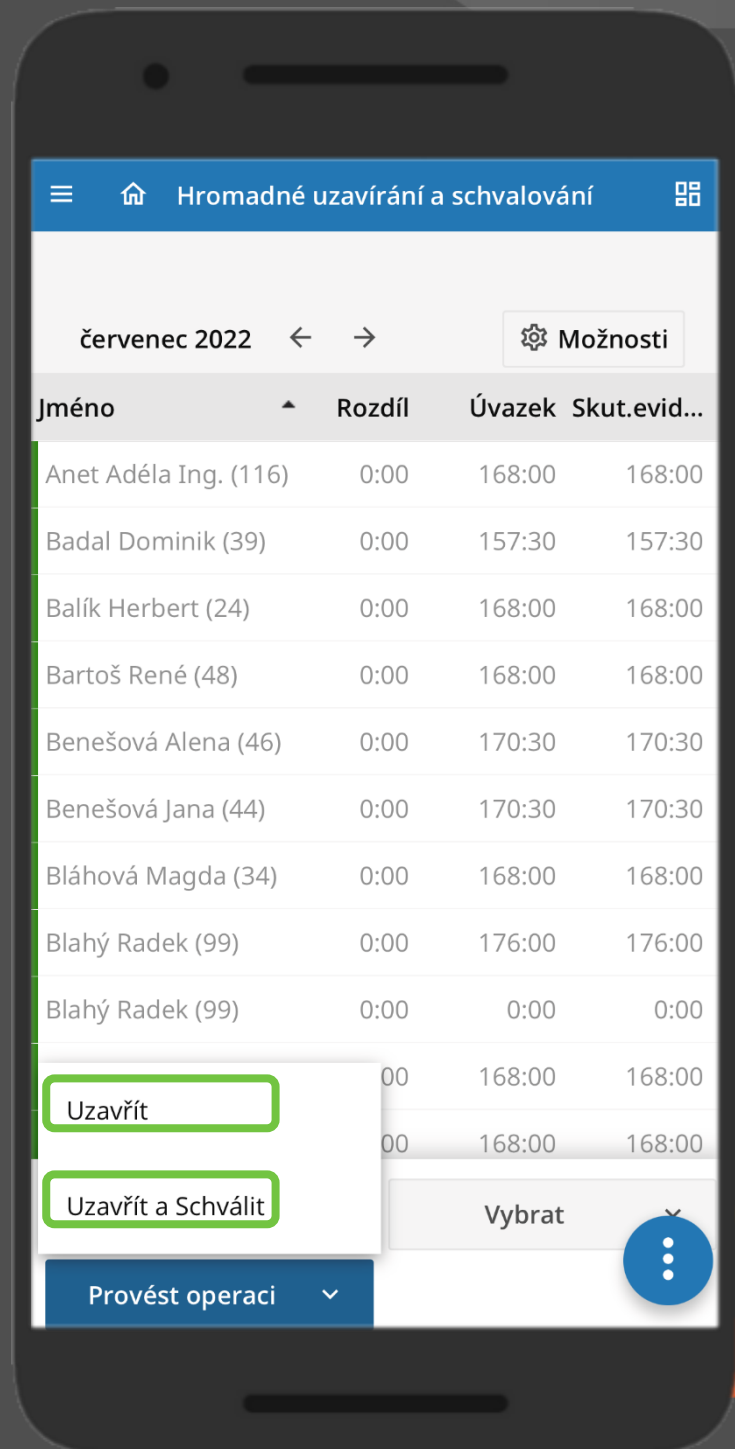 Hromadné uzavírání a schvalování
červenec 2022
Možnosti
Jméno Rozdíl Úvazek Skut.evid...
Anet Adéla Ing. (116) 0:00 168:00 168:00
Badal Dominik (39) 0:00 157:30 157:30
Balík Herbert (24) 0:00 168:00 168:00
Bartoš René (48) 0:00 168:00 168:00
Benešová Alena (46) 0:00 170:30 170:30
Benešová Jana (44) 0:00 170:30 170:30
Bláhová Magda (34) 0:00 168:00 168:00
Blahý Radek (99) 0:00 176:00 176:00
Blahý Radek (99) 0:00 0:00 0:00
00 168:00 168:00
Uzavřít
00 168:00 168:00
Uzavřít a Schválit
Vybrat
Provést operaci